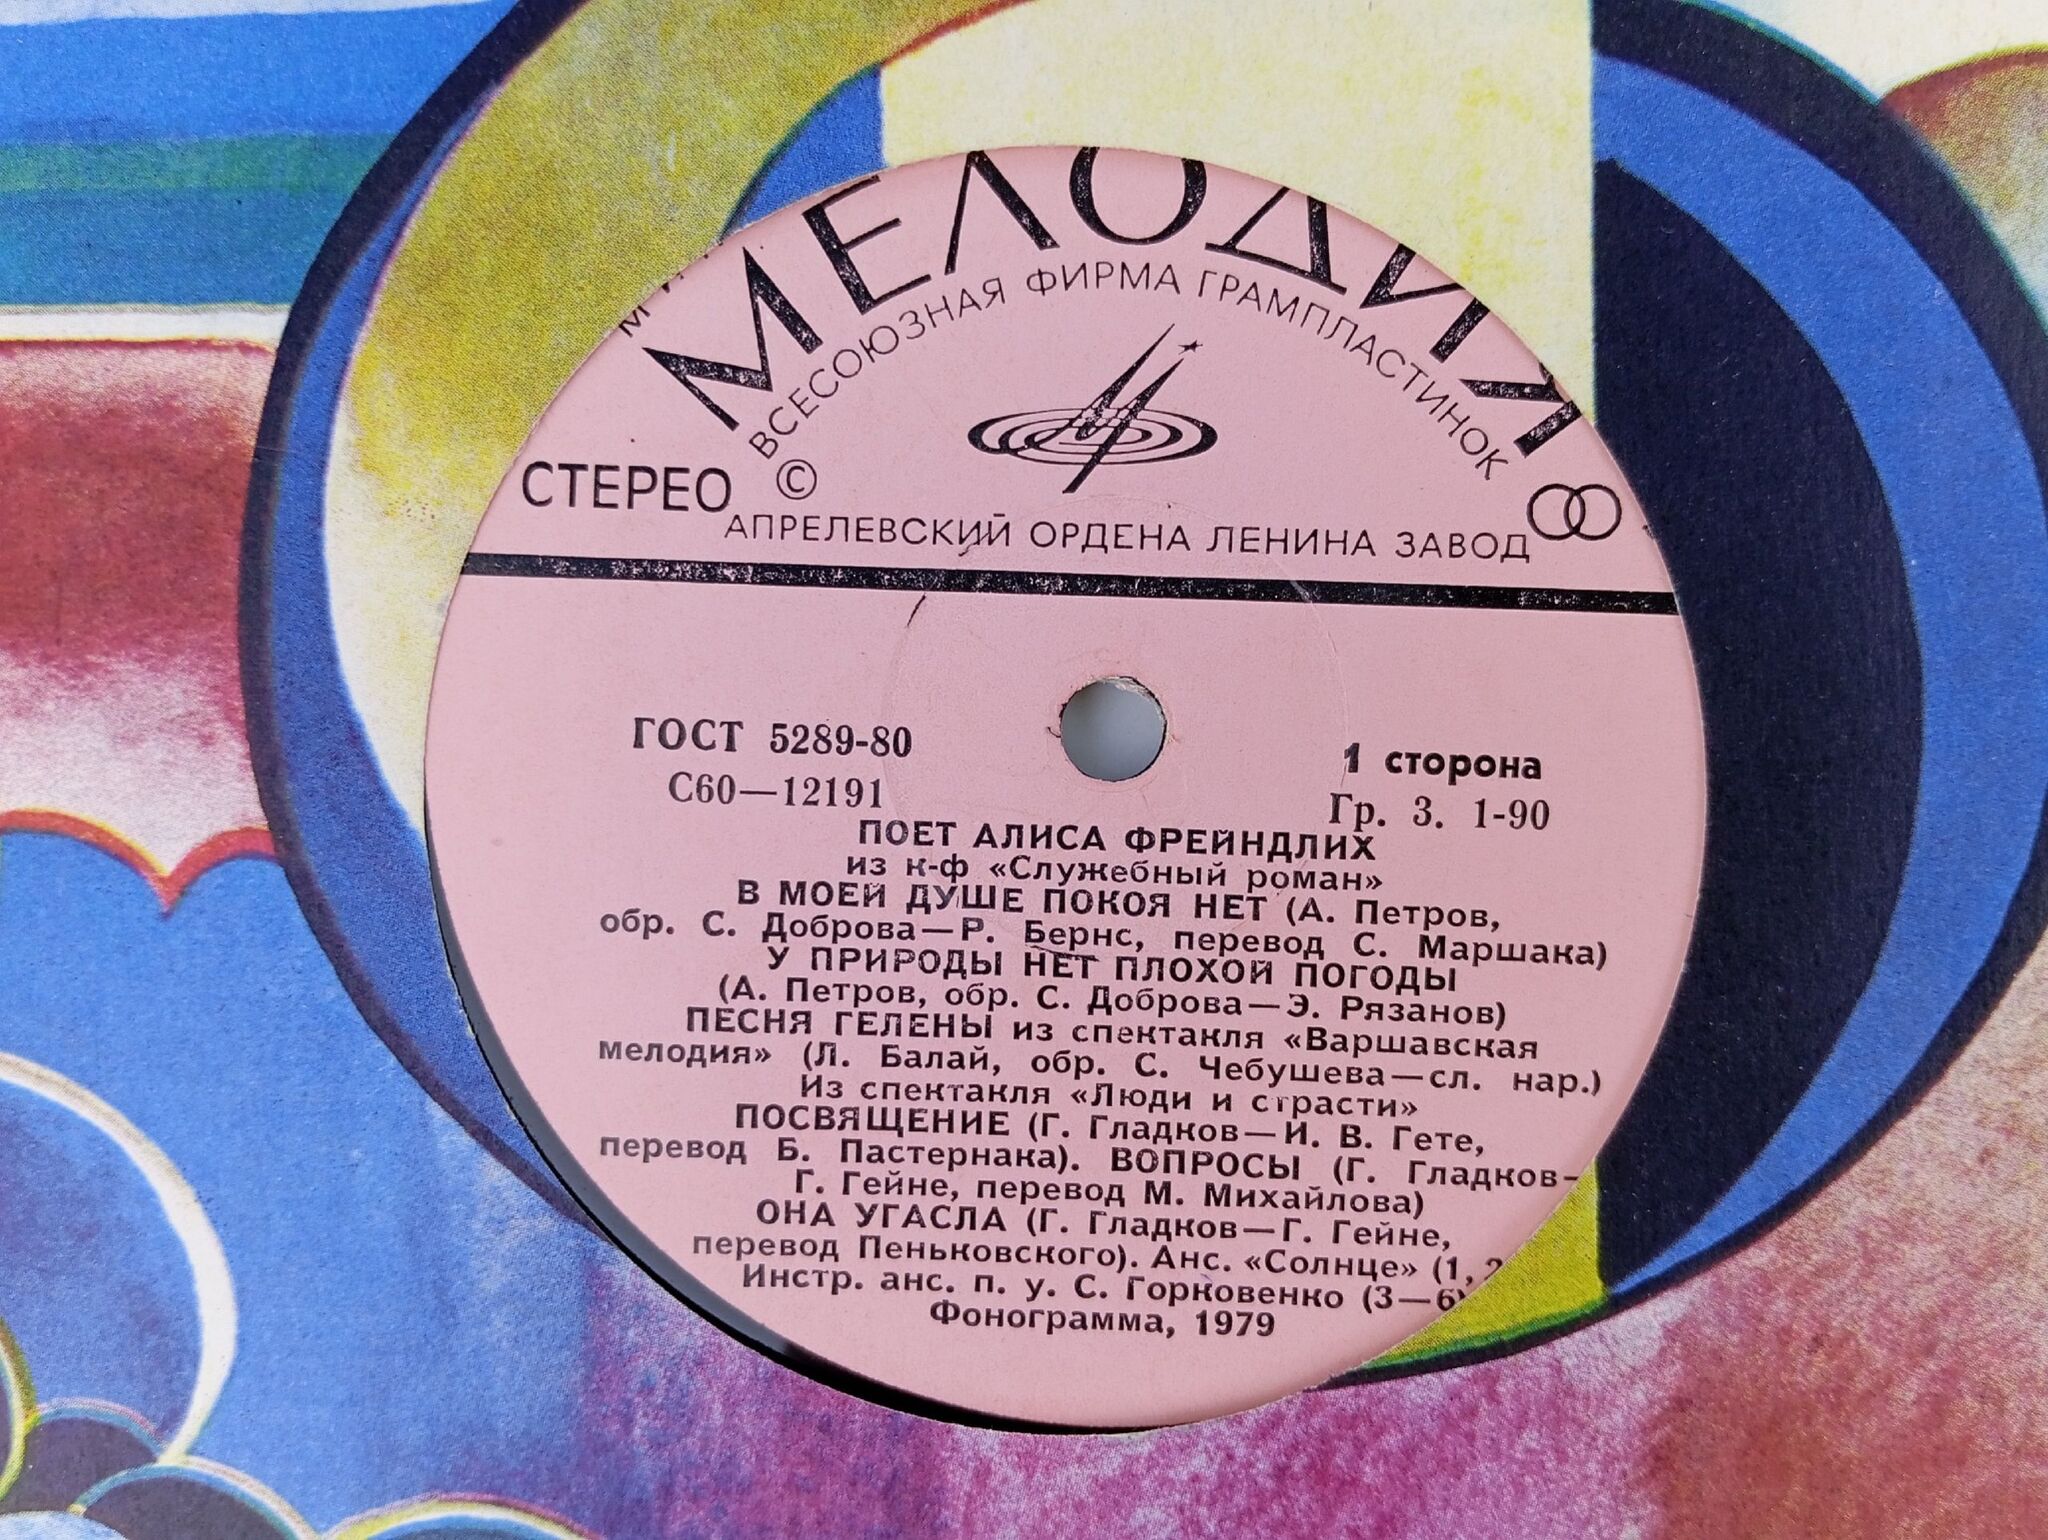 МЕЛОДИЯ
ВСЕСОЮЗНАЯ ФИРМА ГРАМПЛАСТИНОК
СТЕРЕО ©
АПРЕЛЕВСКИЙ ОРДЕНА ЛЕНИНА ЗАВОД
ГОСТ 5289-80
1 сторона
С60—12191
Гр. 3. 1-90
ПОЕТ АЛИСА ФРЕЙНДЛИХ
из к-ф «Служебный роман»
В МОЕЙ ДУШЕ ПОКОЯ НЕТ (А. Петров,
обр. С. Доброва—Р. Бернс, перевод С. Маршака)
У ПРИРОДЫ НЕТ ПЛОХОЙ ПОГОДЫ
(А. Петров, обр. С. Доброва—Э. Рязанов)
ПЕСНЯ ГЕЛЕНЫ из спектакля «Варшавская
мелодия» (Л. Балай, обр. С. Чебушева—сл. нар.)
Из спектакля «Люди и страсти»
ПОСВЯЩЕНИЕ (Г. Гладков—И. В. Гете,
перевод Б. Пастернака). ВОПРОСЫ (Г. Гладков-
Г. Гейне, перевод М. Михайлова)
ОНА УГАСЛА (Г. Гладков—Г. Гейне,
перевод Пеньковского). Анс. «Солнце» (1,
Инстр. анс. п. у. С. Горковенко (3—6)
Фонограмма, 1979